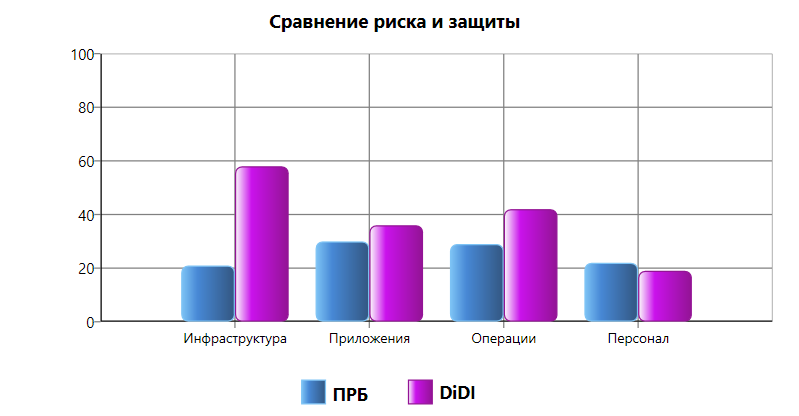 Сравнение риска и защиты
100
80
60
40
20
0
Инфраструктура Приложения Операции Персонал
ПРБ DiDI